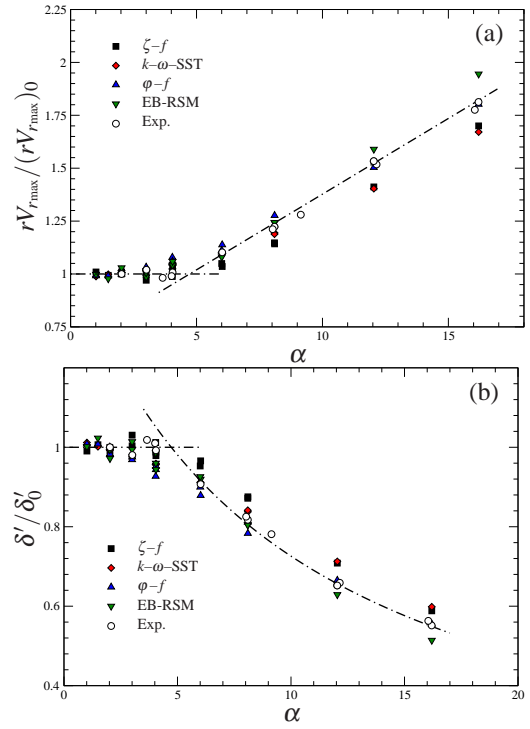 2.25
2
1.75
1.5
1.25
1
0.75
rV_{r_max}/(rV_{r_max})_0
(a)
ζ−f
k−ω−SST
φ−f
EB-RSM
Exp.
0 5 10 15
α
(b)
1
0.8
0.6
0.4
δ′/δ′_0
ζ−f
k−ω−SST
φ−f
EB-RSM
Exp.
0 5 10 15 20
α